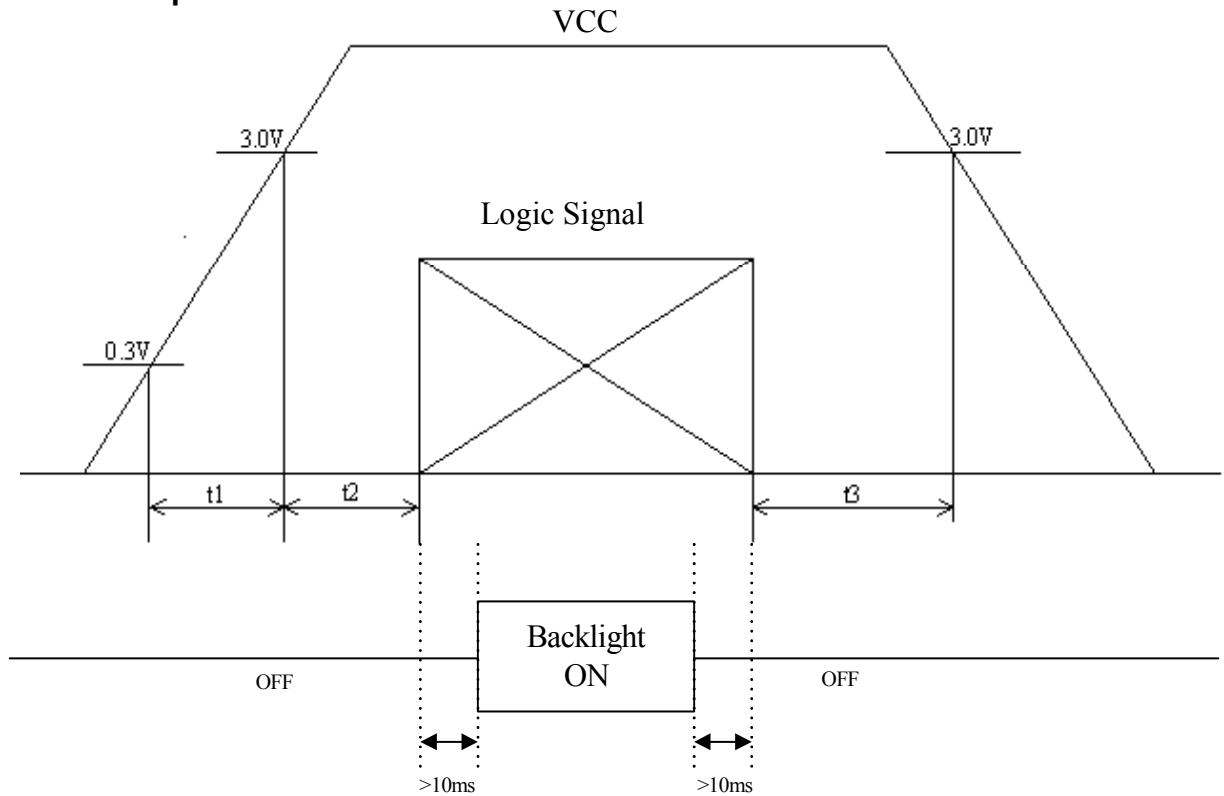 VCC
3.0V
3.0V
Logic Signal
0.3V
t1
t2
t3
Backlight
ON
OFF
OFF
>10ms
>10ms